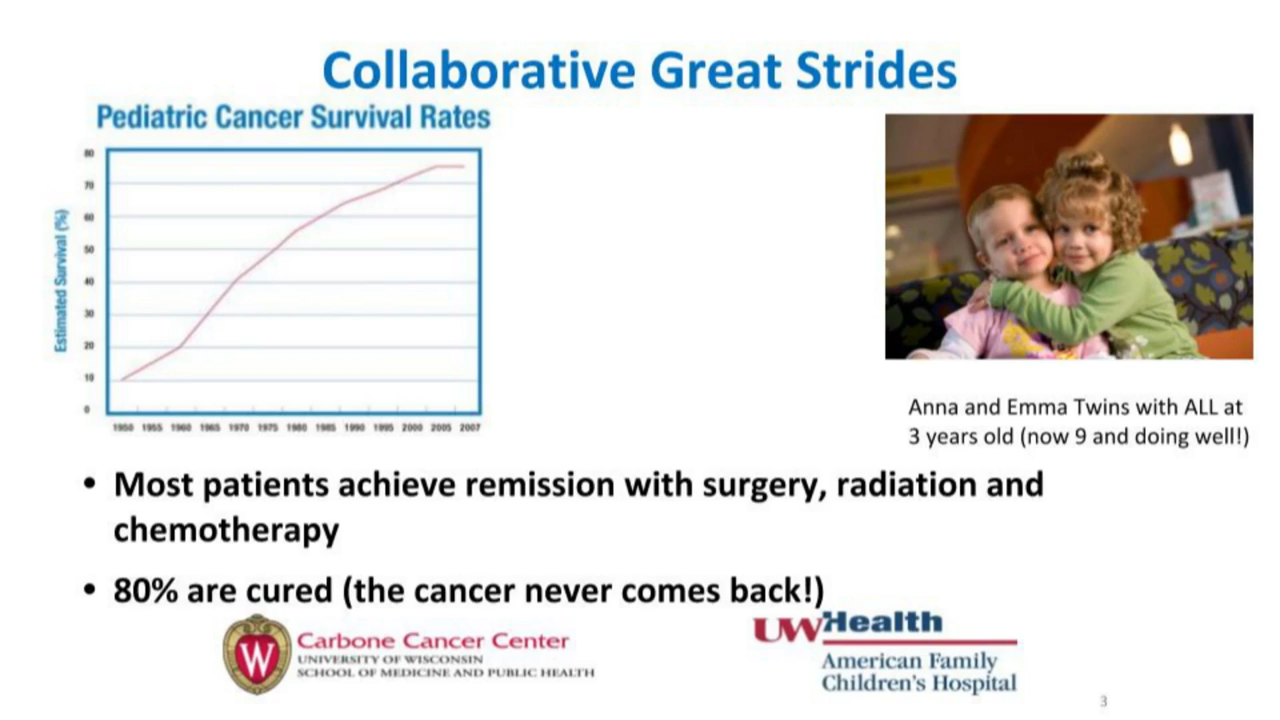 Collaborative Great Strides
Pediatric Cancer Survival Rates
Estimated Survival (%)
80
70
60
50
40
30
20
10
0
1950 1955 1960 1965 1970 1975 1980 1985 1990 1995 2000 2005 2007
Anna and Emma Twins with ALL at
3 years old (now 9 and doing well!)
• Most patients achieve remission with surgery, radiation and
chemotherapy
• 80% are cured (the cancer never comes back!)
W
Carbone Cancer Center
UNIVERSITY OF WISCONSIN
SCHOOL OF MEDICINE AND PUBLIC HEALTH
UWHealth
American Family
Children's Hospital
3